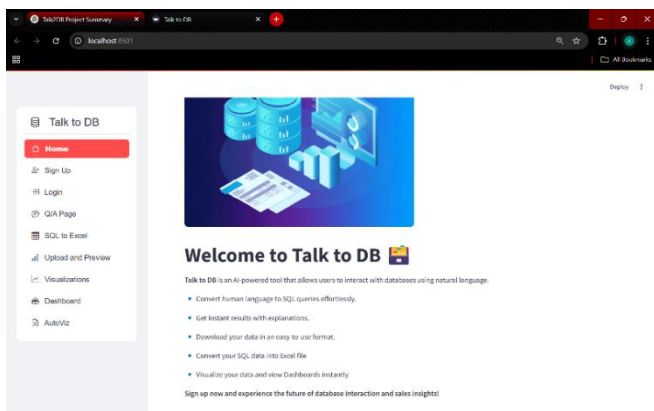 Talk2DB Project Summary
Talk to DB
localhost:8501
All Bookmarks
Deploy
Talk to DB
Home
Sign Up
Login
Q/A Page
SQL to Excel
Upload and Preview
Visualizations
Dashboard
AutoViz
Welcome to Talk to DB
Talk to DB is an AI-powered tool that allows users to interact with databases using natural language.
Convert human language to SQL queries effortlessly.
Get instant results with explanations.
Download your data in an easy to use format.
Convert your SQL data into Excel file
Visualize your data and view Dashboards instantly
Sign up now and experience the future of database interaction and sales insights!